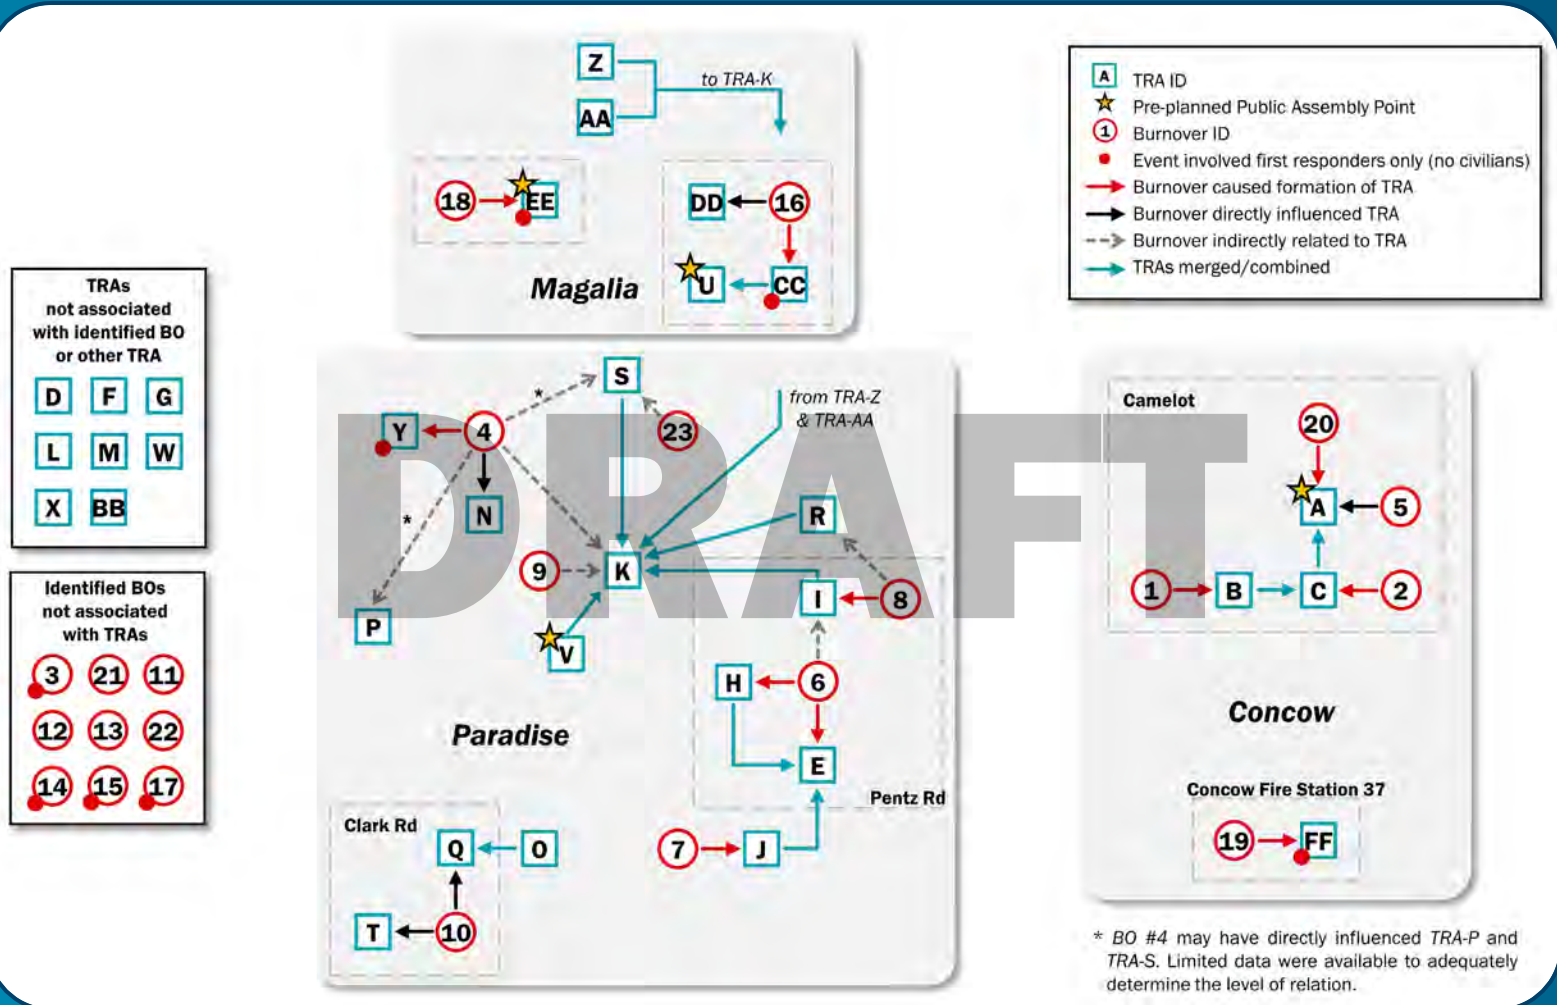 Z
to TRA-K
AA
18
EE
DD
16
U
CC
Magalia
A
TRA ID
Pre-planned Public Assembly Point
1
Burnover ID
Event involved first responders only (no civilians)
Burnover caused formation of TRA
Burnover directly influenced TRA
Burnover indirectly related to TRA
TRAs merged/combined
TRAs
not associated
with identified BO
or other TRA
D F G
L M W
X BB
Identified BOs
not associated
with TRAs
3 21 11
12 13 22
14 15 17
S
*
from TRA-Z
& TRA-AA
Y
4
23
*
N
R
9
K
I
8
P
V
H
6
Paradise
E
Pentz Rd
Clark Rd
Q
O
7
J
T
10
DRAFT
Camelot
20
A
5
1
B
C
2
Concow
Concow Fire Station 37
19
FF
* BO #4 may have directly influenced TRA-P and
TRA-S. Limited data were available to adequately
determine the level of relation.